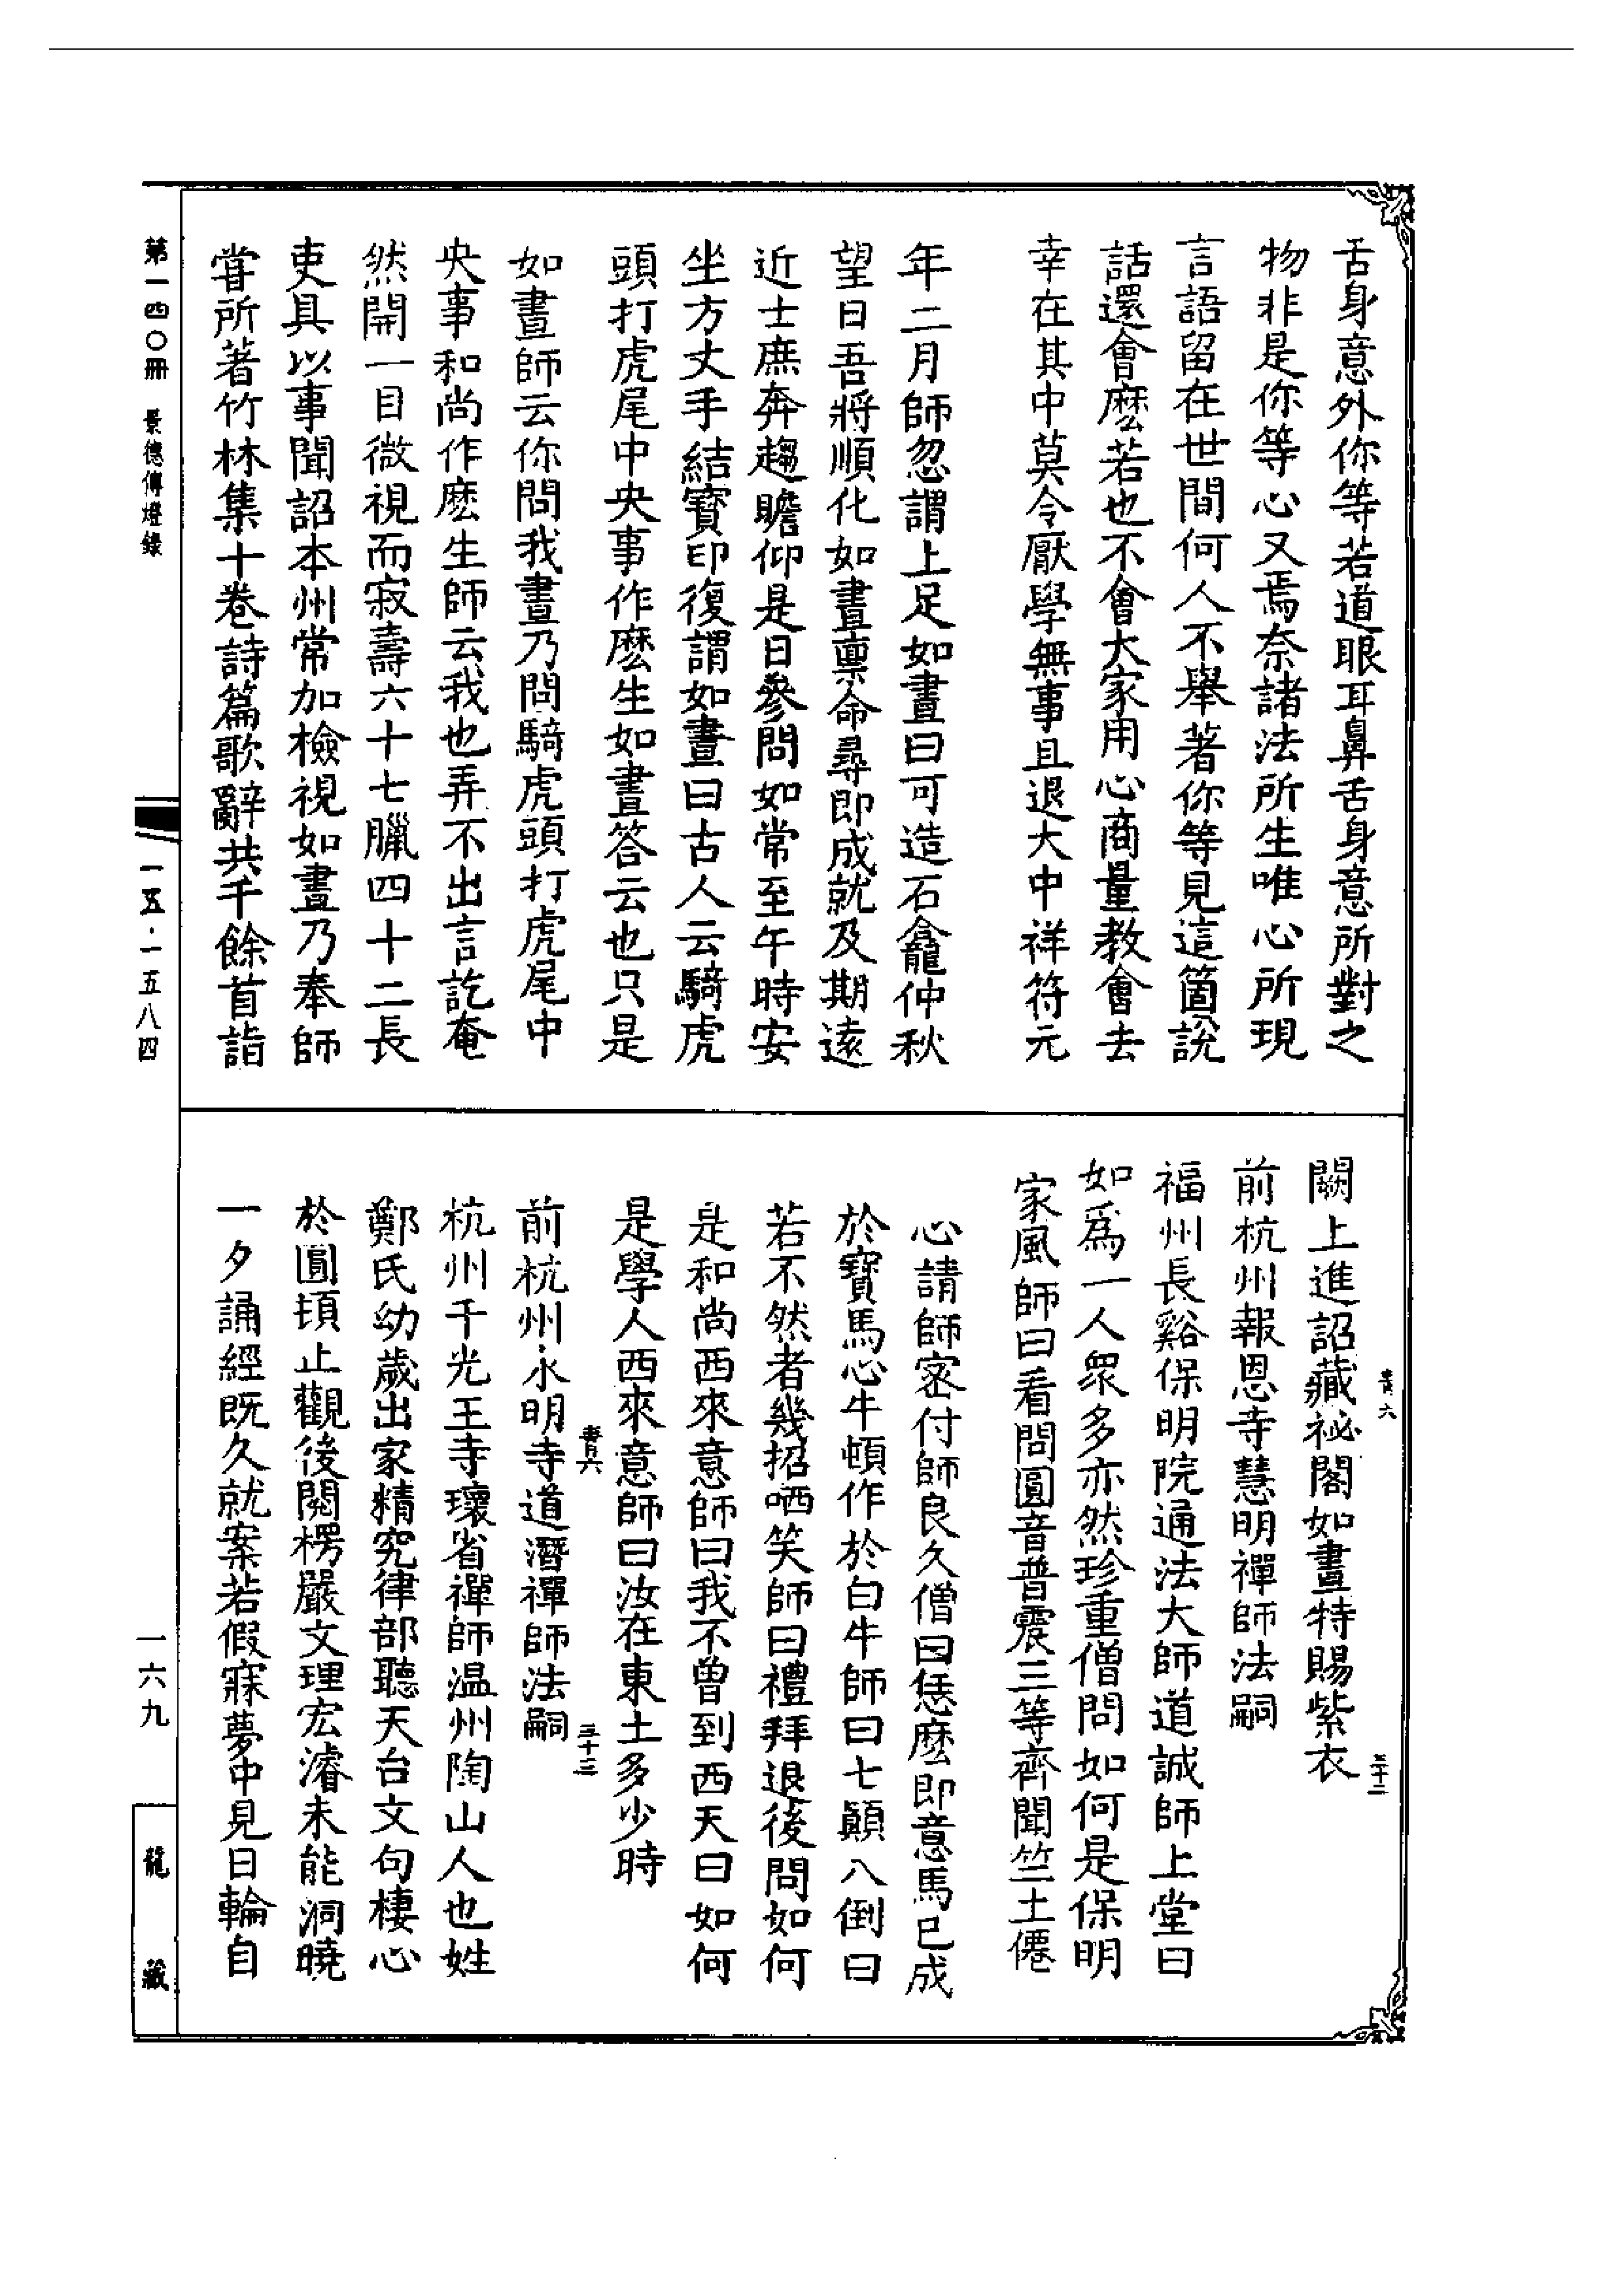 舌身意外你等若道眼耳鼻舌身意所對之
物非是你等心又焉奈諸法所生唯心所現
言語留在世間何人不舉著你等見這箇說
話還會麽若也不會大家用心商量教會去
幸在其中莫令厭學無事且退大中祥符元
年二月師忽謂上足如晝曰可造石龕仲秋
望日吾將順化如晝稟命尋即成就及期遠
近士庶奔趨瞻仰是日參問如常至午時安
坐方丈手結寶印復謂如晝曰古人云騎虎
頭打虎尾中央事作麽生如晝答云也只是
如晝師云你問我晝乃問騎虎頭打虎尾中
央事和尚作麽生師云我也弄不出言訖奄
然開一目微視而寂壽六十七臘四十二長
吏具以事聞詔本州常加檢視如晝乃奉師
甞所著竹林集十卷詩篇歌辭共千餘首詣
闕上進詔藏祕閣如晝特賜紫衣
青六
三十二
前杭州報恩寺慧明禪師法嗣
福州長谿保明院通法大師道誠師上堂曰
如爲一人眾多亦然珍重僧問如何是保明
家風師曰看問圓音普震三等齊聞竺土僊
心請師密付師良久僧曰恁麽即意馬已成
於寶馬心牛頓作於白牛師曰七顛八倒曰
若不然者幾招哂笑師曰禮拜退後問如何
是和尚西來意師曰我不曾到西天曰如何
是學人西來意師曰汝在東土多少時
青六
三十三
前杭州永明寺道潛禪師法嗣
杭州千光王寺瓌省禪師温州陶山人也姓
鄭氏幼歲出家精究律部聽天台文句棲心
於圓頓止觀後閱楞嚴文理宏濬未能洞曉
一夕誦經既久就案若假寐夢中見日輪自
第一四〇冊 景德傳燈錄
一五·一五八四
一六九
龍藏